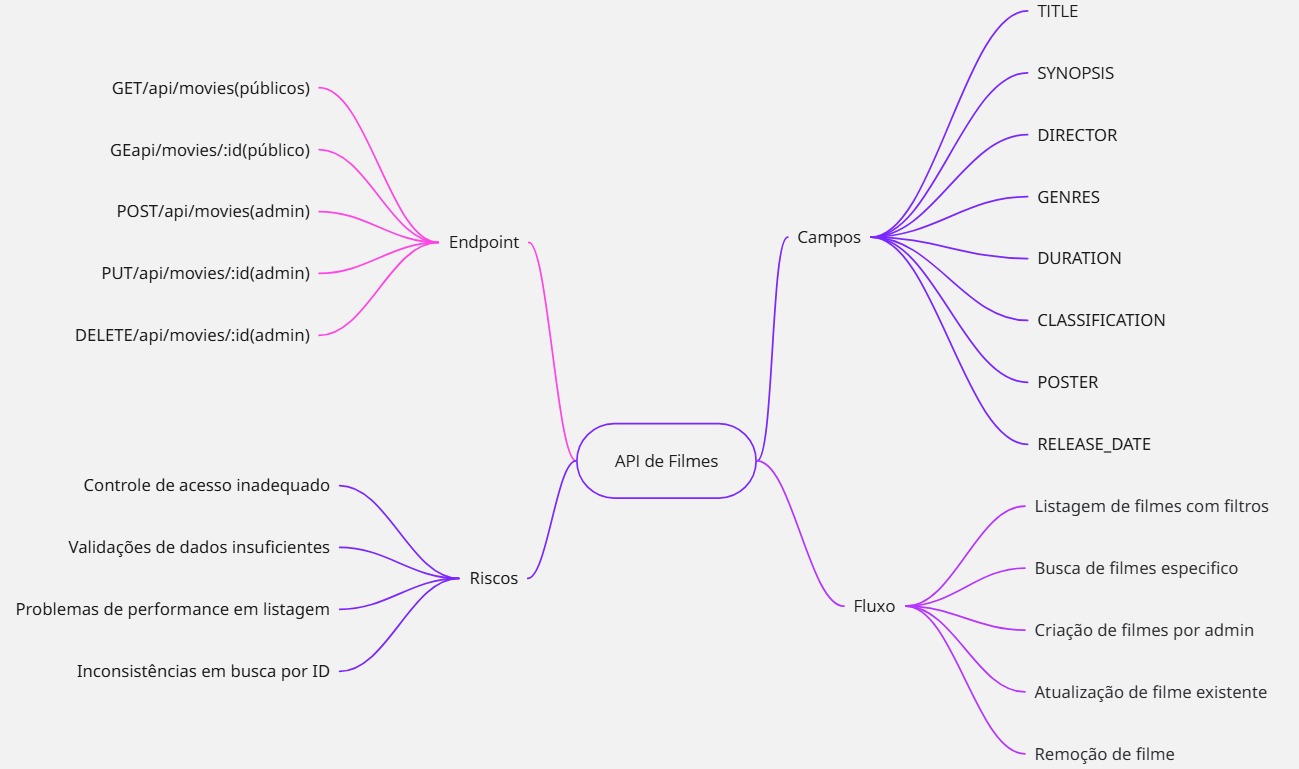 API de Filmes
Endpoint
GET/api/movies(públicos)
GEapi/movies/:id(público)
POST/api/movies(admin)
PUT/api/movies/:id(admin)
DELETE/api/movies/:id(admin)
Riscos
Controle de acesso inadequado
Validações de dados insuficientes
Problemas de performance em listagem
Inconsistências em busca por ID
Campos
TITLE
SYNOPSIS
DIRECTOR
GENRES
DURATION
CLASSIFICATION
POSTER
RELEASE_DATE
Fluxo
Listagem de filmes com filtros
Busca de filmes especifico
Criação de filmes por admin
Atualização de filme existente
Remoção de filme